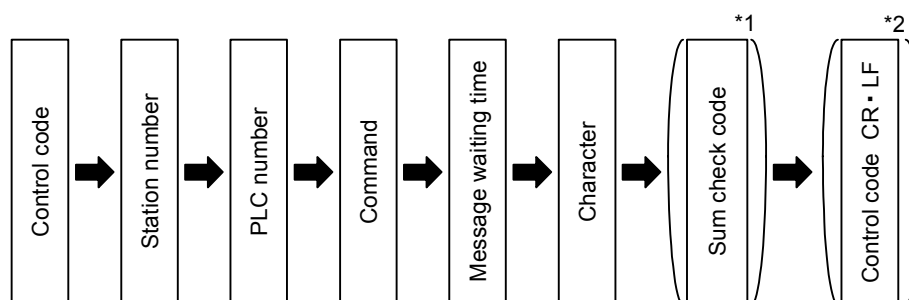 *1
*2
Control code
Station number
PLC number
Command
Message waiting time
Character
Sum check code
Control code CR・LF